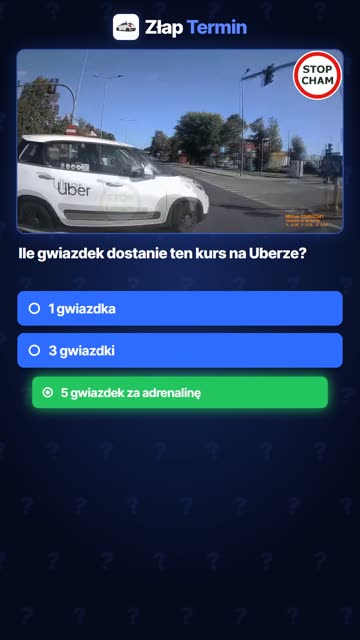 Złap Termin
STOP
CHAM
Uber
Ile gwiazdek dostanie ten kurs na Uberze?
1 gwiazdka
3 gwiazdki
5 gwiazdek za adrenalinę